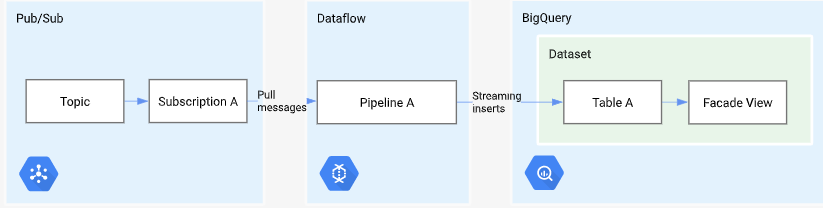 Pub/Sub
Dataflow
BigQuery
Dataset
Topic
Subscription A
Pull
messages
Pipeline A
Streaming
inserts
Table A
Facade View